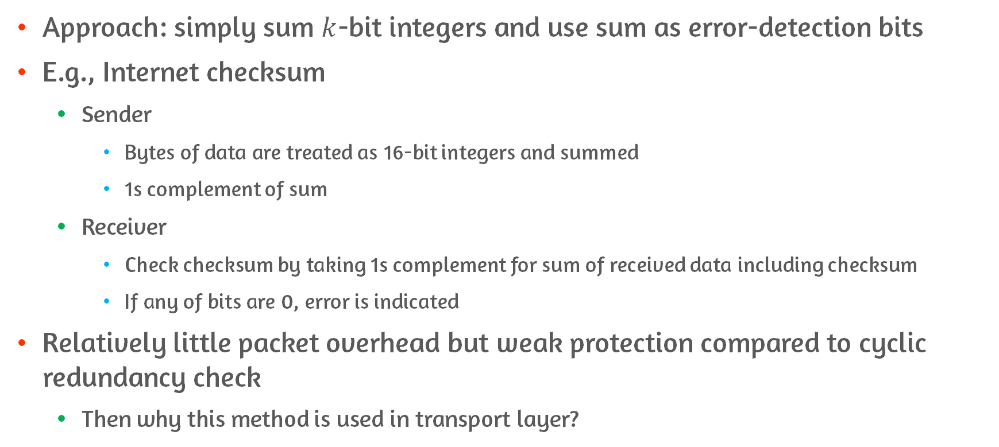 • Approach: simply sum k-bit integers and use sum as error-detection bits
• E.g., Internet checksum
• Sender
• Bytes of data are treated as 16-bit integers and summed
• 1s complement of sum
• Receiver
• Check checksum by taking 1s complement for sum of received data including checksum
• If any of bits are 0, error is indicated
• Relatively little packet overhead but weak protection compared to cyclic
redundancy check
• Then why this method is used in transport layer?